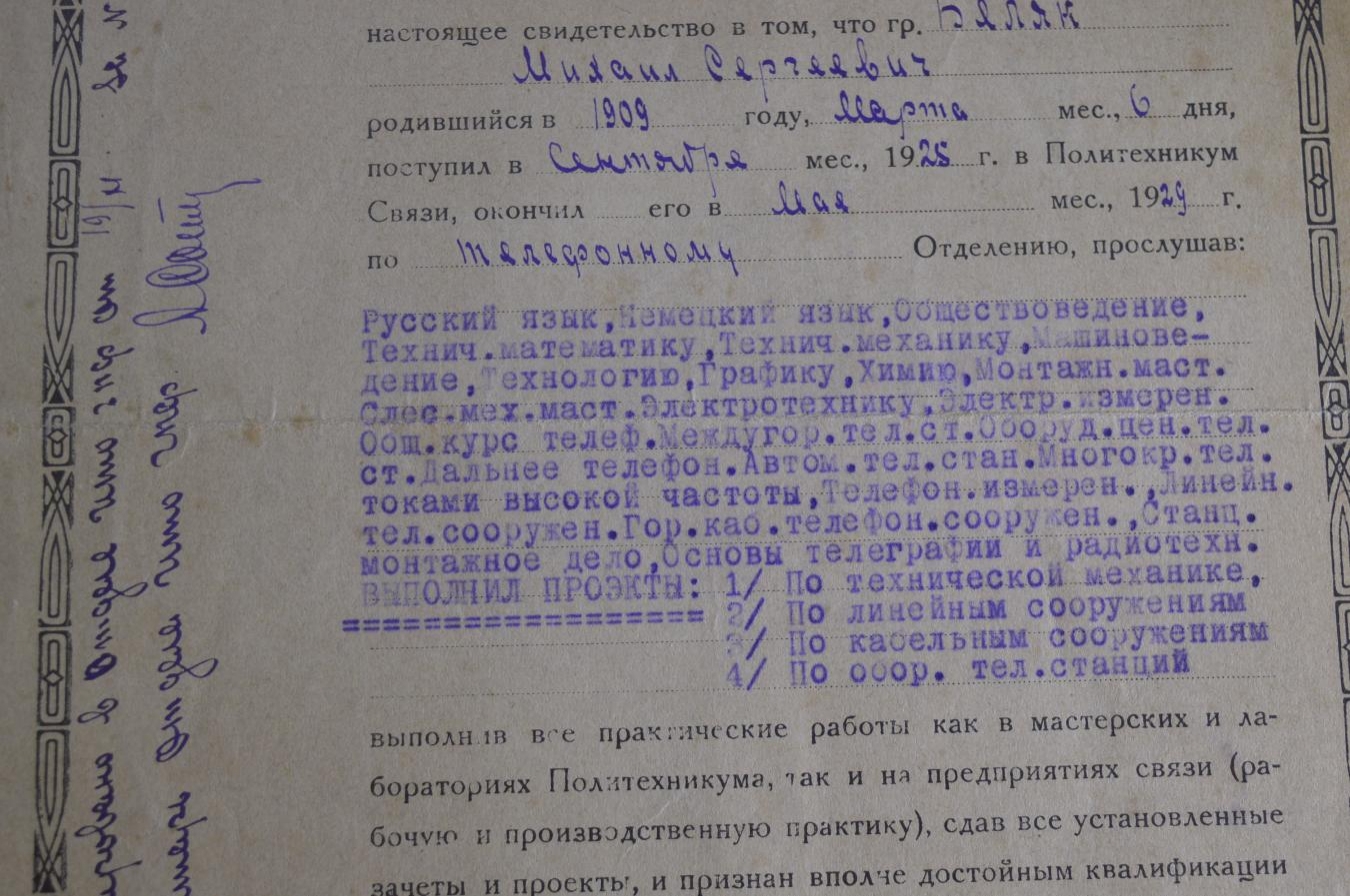 настоящее свидетельство в том, что гр. Беляк
Михаил Сергеевич
родившийся в 1909 году, Марта мес., 6 дня,
поступил в Сентября мес., 1925 г. в Политехникум
Связи, окончил его в Мая мес., 1929 г.
по телефонному Отделению, прослушав:
Русский язык,Немецкий язык,Обществоведение,
Технич.математику,Технич.механику,Машинове-
дение,Технологию,Графику,Химию,Монтажн.маст.
Слес.мех.маст.Электротехнику,Электр.измерен.
Общ.курс телеф.Междугор.тел.ст.Оборуд.цен.тел.
ст.Дальнее телефон.Автом.тел.стан.Многокр.тел.
токами высокой частоты,Телефон.измерен.,Линейн.
тел.сооружен.Гор.каб.телефон.сооружен.,Станц.
монтажное дело,Основы телеграфии и радиотехн.
ВЫПОЛНИЛ ПРОЭКТЫ: 1/ По технической механике,
================== 2/ По линейным сооружениям
3/ По кабельным сооружениям
4/ По обор. тел.станций
выполнив все практические работы как в мастерских и ла-
бораториях Политехникума, так и на предприятиях связи (ра-
бочую и производственную практику), сдав все установленные
зачеты и проекты, и признан вполне достойным квалификации